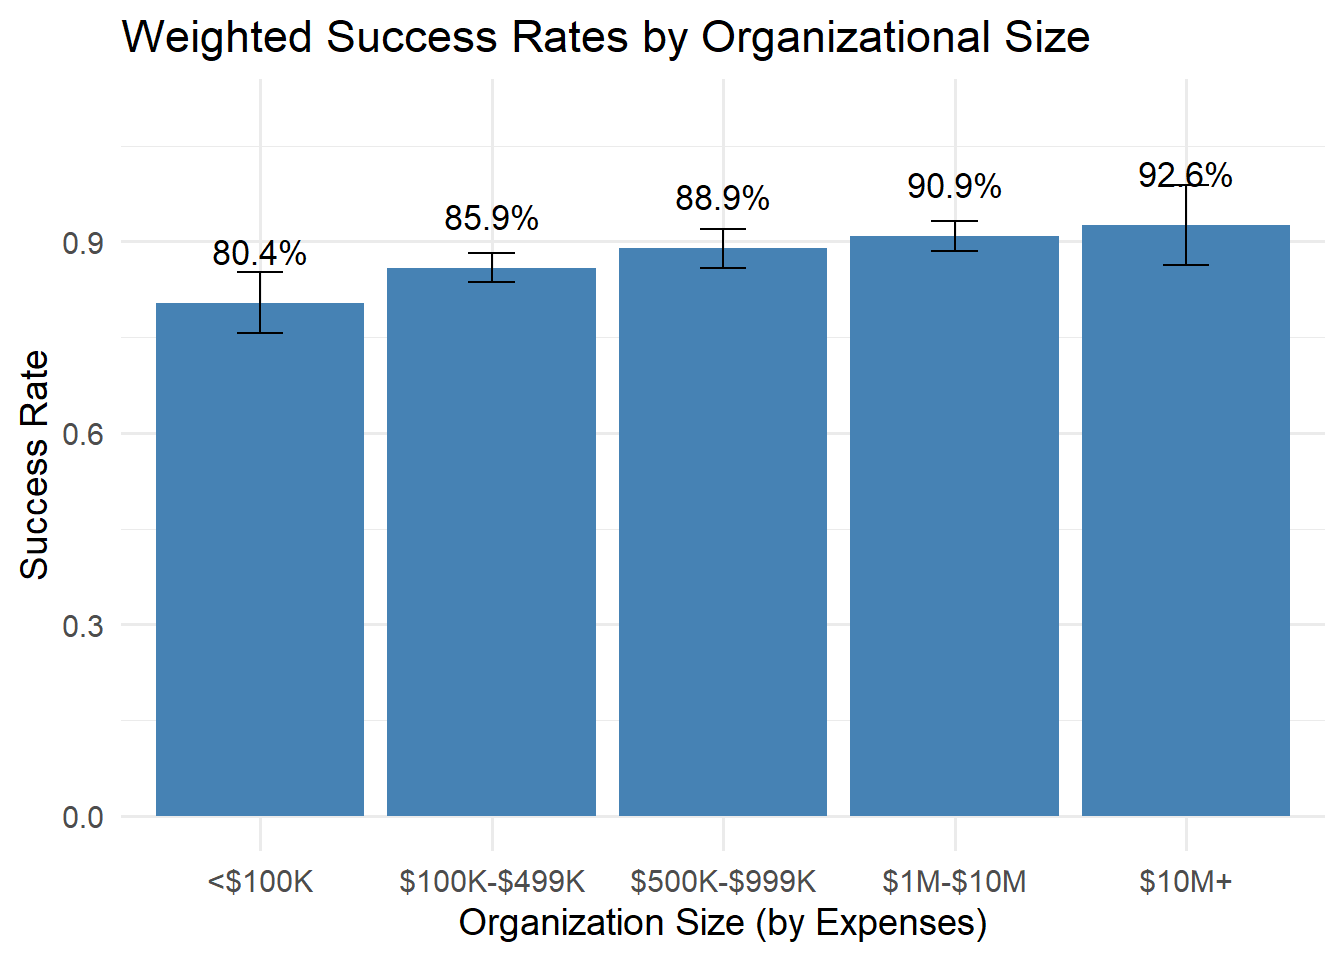 Weighted Success Rates by Organizational Size
80.4%
85.9%
88.9%
90.9%
92.6%
0.9
0.6
0.3
0.0
Success Rate
<$100K
$100K-$499K
$500K-$999K
$1M-$10M
$10M+
Organization Size (by Expenses)